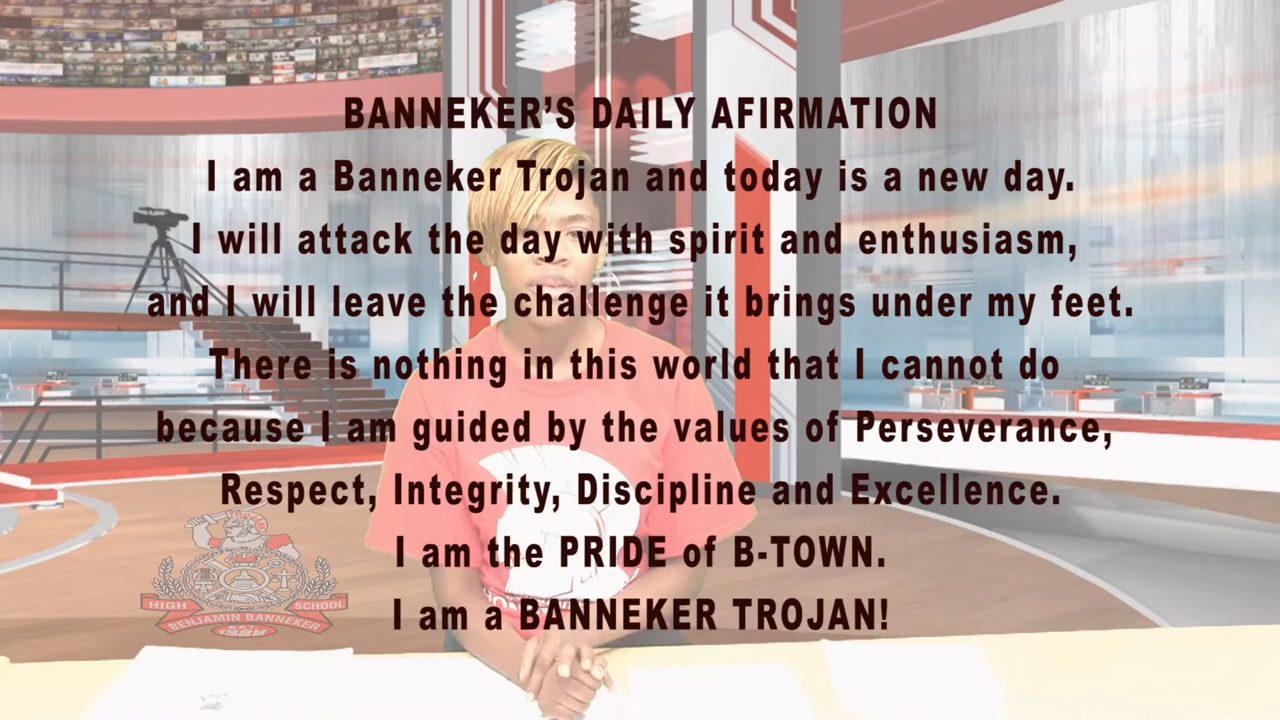 BANNEKER'S DAILY AFIRMATION
I am a Banneker Trojan and today is a new day.
I will attack the day with spirit and enthusiasm,
and I will leave the challenge it brings under my feet.
There is nothing in this world that I cannot do
because I am guided by the values of Perseverance,
Respect, Integrity, Discipline and Excellence.
I am the PRIDE of B-TOWN.
I am a BANNEKER TROJAN!
TROJANS
HIGH SCHOOL
BENJAMIN BANNEKER